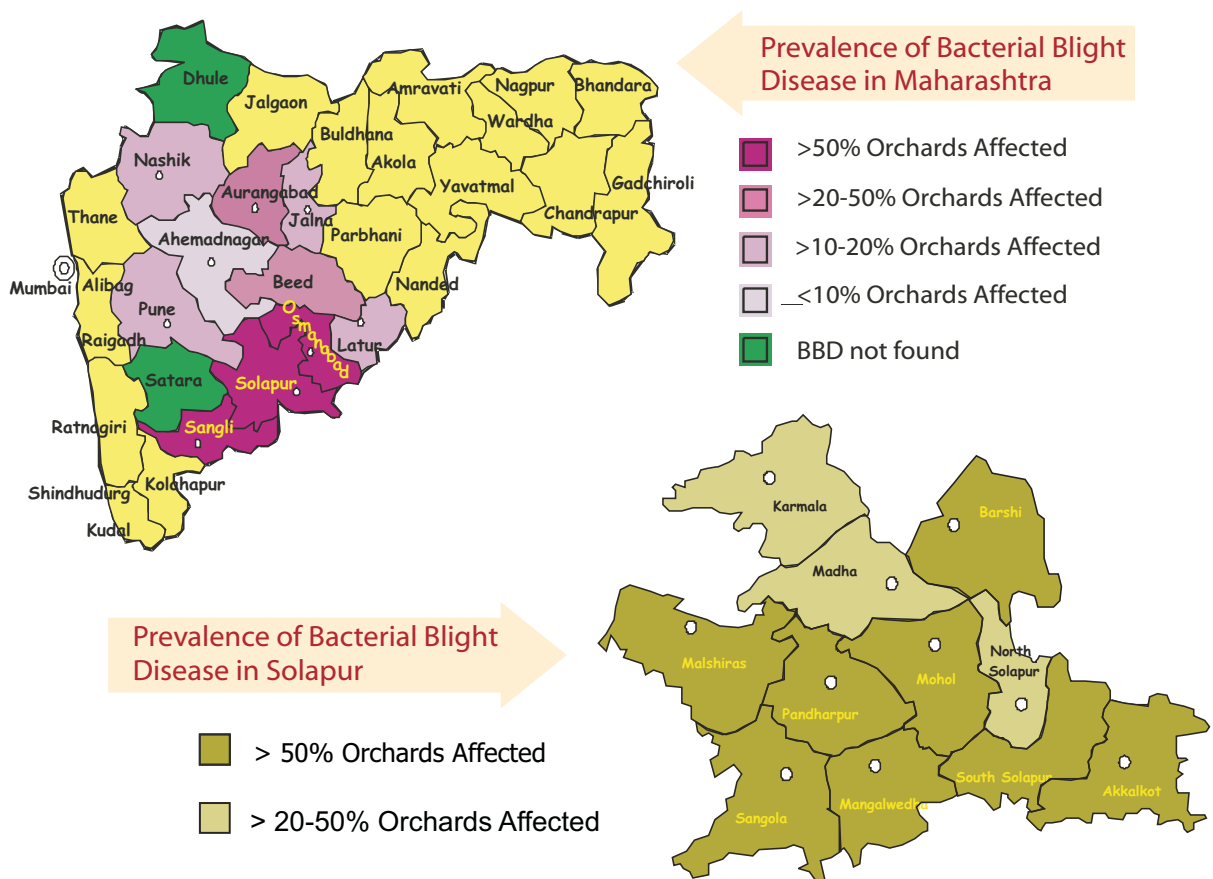 Prevalence of Bacterial Blight
Disease in Maharashtra
>50% Orchards Affected
>20-50% Orchards Affected
>10-20% Orchards Affected
<10% Orchards Affected
BBD not found
Dhule
Jalgaon
Amravati
Nagpur
Bhandara
Buldhana
Wardha
Nashik
Akola
Aurangabad
Yavatmal
Gadchiroli
Thane
Jalna
Chandrapur
Ahemadnagar
Parbhani
Mumbai
Alibag
Beed
Nanded
Pune
Osmanabad
Raigadh
Latur
Satara
Solapur
Ratnagiri
Sangli
Shindhudurg
Kolahapur
Kudal
Prevalence of Bacterial Blight
Disease in Solapur
> 50% Orchards Affected
> 20-50% Orchards Affected
Karmala
Barshi
Madha
Malshiras
Mohol
North
Solapur
Pandharpur
South Solapur
Akkalkot
Mangalwedha
Sangola